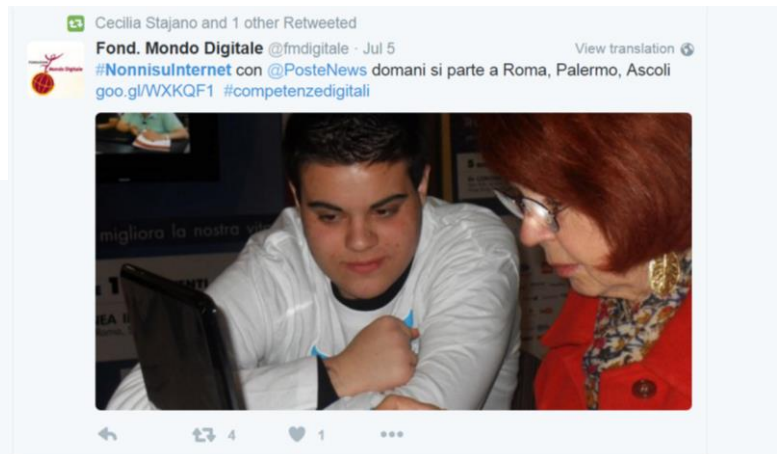 Cecilia Stajano and 1 other Retweeted
Fond. Mondo Digitale @fmdigitale · Jul 5
View translation
#NonnisuInternet con @PosteNews domani si parte a Roma, Palermo, Ascoli
goo.gl/WXKQF1 #competenzedigitali
migliora la nostra vit
4
1